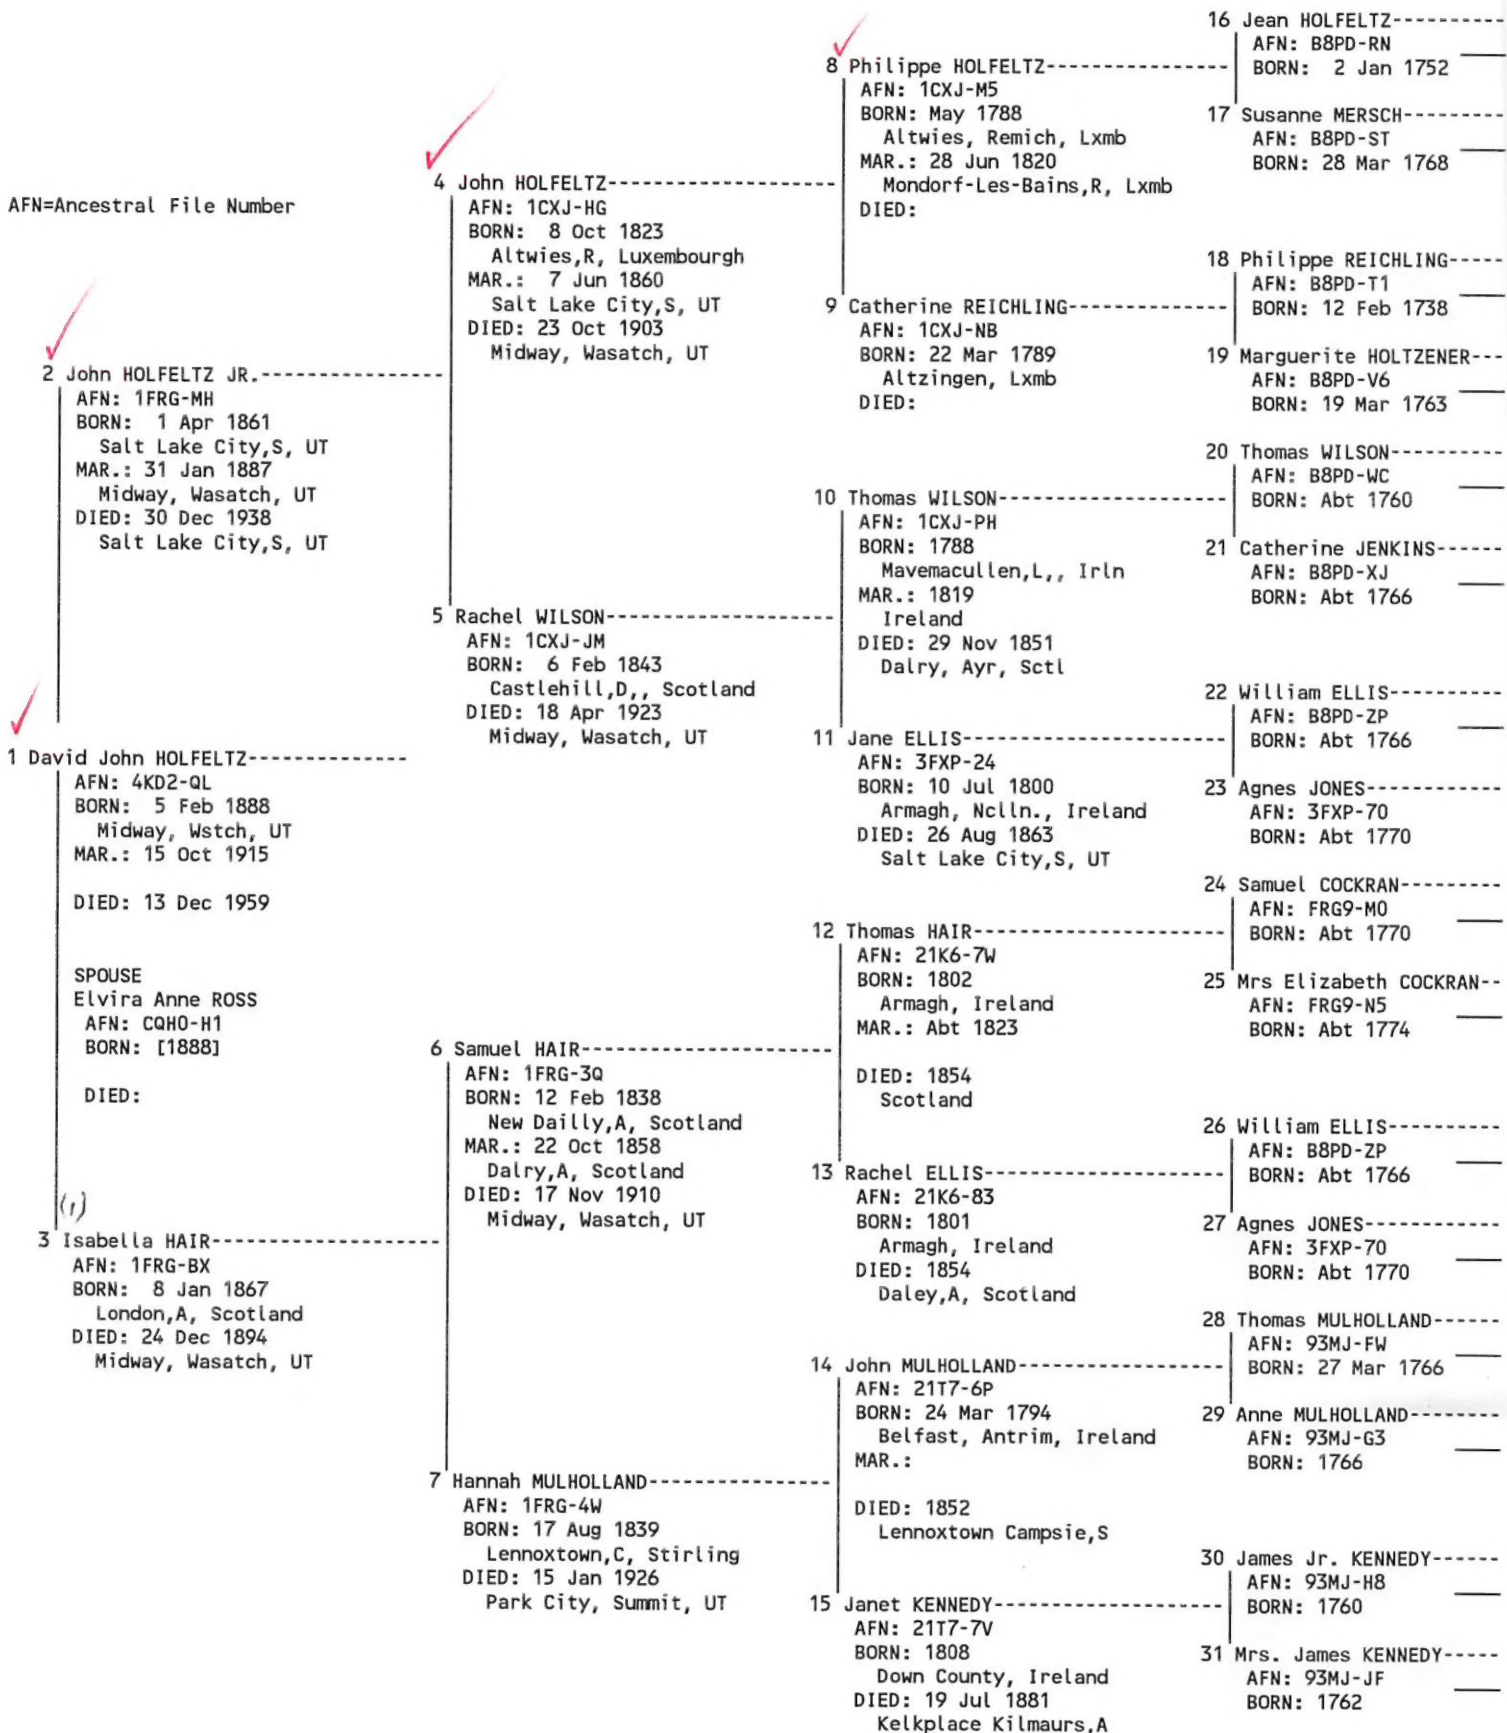 AFN=Ancestral File Number
1 David John HOLFELTZ--------------
AFN: 4KD2-QL
BORN:  5 Feb 1888
Midway, Wstch, UT
MAR.: 15 Oct 1915
DIED: 13 Dec 1959
SPOUSE
Elvira Anne ROSS
AFN: CQH0-H1
BORN: [1888]
DIED:
2 John HOLFELTZ JR.----------------
AFN: 1FRG-MH
BORN:  1 Apr 1861
Salt Lake City,S, UT
MAR.: 31 Jan 1887
Midway, Wasatch, UT
DIED: 30 Dec 1938
Salt Lake City,S, UT
(1)
3 Isabella HAIR--------------------
AFN: 1FRG-BX
BORN:  8 Jan 1867
London,A, Scotland
DIED: 24 Dec 1894
Midway, Wasatch, UT
4 John HOLFELTZ--------------------
AFN: 1CXJ-HG
BORN:  8 Oct 1823
Altwies,R, Luxembourgh
MAR.:  7 Jun 1860
Salt Lake City,S, UT
DIED: 23 Oct 1903
Midway, Wasatch, UT
5 Rachel WILSON--------------------
AFN: 1CXJ-JM
BORN:  6 Feb 1843
Castlehill,D,, Scotland
DIED: 18 Apr 1923
Midway, Wasatch, UT
6 Samuel HAIR----------------------
AFN: 1FRG-3Q
BORN: 12 Feb 1838
New Dailly,A, Scotland
MAR.: 22 Oct 1858
Dalry,A, Scotland
DIED: 17 Nov 1910
Midway, Wasatch, UT
7 Hannah MULHOLLAND----------------
AFN: 1FRG-4W
BORN: 17 Aug 1839
Lennoxtown,C, Stirling
DIED: 15 Jan 1926
Park City, Summit, UT
8 Philippe HOLFELTZ----------------
AFN: 1CXJ-M5
BORN: May 1788
Altwies, Remich, Lxmb
MAR.: 28 Jun 1820
Mondorf-Les-Bains,R, Lxmb
DIED:
9 Catherine REICHLING--------------
AFN: 1CXJ-NB
BORN: 22 Mar 1789
Altzingen, Lxmb
DIED:
10 Thomas WILSON--------------------
AFN: 1CXJ-PH
BORN: 1788
Mavemacullen,L,, Irln
MAR.: 1819
Ireland
DIED: 29 Nov 1851
Dalry, Ayr, Sctl
11 Jane ELLIS-----------------------
AFN: 3FXP-24
BORN: 10 Jul 1800
Armagh, Nclln., Ireland
DIED: 26 Aug 1863
Salt Lake City,S, UT
12 Thomas HAIR----------------------
AFN: 21K6-7W
BORN: 1802
Armagh, Ireland
MAR.: Abt 1823
DIED: 1854
Scotland
13 Rachel ELLIS---------------------
AFN: 21K6-83
BORN: 1801
Armagh, Ireland
DIED: 1854
Daley,A, Scotland
14 John MULHOLLAND------------------
AFN: 21T7-6P
BORN: 24 Mar 1794
Belfast, Antrim, Ireland
MAR.:
DIED: 1852
Lennoxtown Campsie,S
15 Janet KENNEDY--------------------
AFN: 21T7-7V
BORN: 1808
Down County, Ireland
DIED: 19 Jul 1881
Kelkplace Kilmaurs,A
16 Jean HOLFELTZ----------
AFN: B8PD-RN
BORN:  2 Jan 1752
17 Susanne MERSCH---------
AFN: B8PD-ST
BORN: 28 Mar 1768
18 Philippe REICHLING-----
AFN: B8PD-T1
BORN: 12 Feb 1738
19 Marguerite HOLTZENER---
AFN: B8PD-V6
BORN: 19 Mar 1763
20 Thomas WILSON----------
AFN: B8PD-WC
BORN: Abt 1760
21 Catherine JENKINS------
AFN: B8PD-XJ
BORN: Abt 1766
22 William ELLIS----------
AFN: B8PD-ZP
BORN: Abt 1766
23 Agnes JONES------------
AFN: 3FXP-70
BORN: Abt 1770
24 Samuel COCKRAN---------
AFN: FRG9-M0
BORN: Abt 1770
25 Mrs Elizabeth COCKRAN--
AFN: FRG9-N5
BORN: Abt 1774
26 William ELLIS----------
AFN: B8PD-ZP
BORN: Abt 1766
27 Agnes JONES------------
AFN: 3FXP-70
BORN: Abt 1770
28 Thomas MULHOLLAND------
AFN: 93MJ-FW
BORN: 27 Mar 1766
29 Anne MULHOLLAND--------
AFN: 93MJ-G3
BORN: 1766
30 James Jr. KENNEDY------
AFN: 93MJ-H8
BORN: 1760
31 Mrs. James KENNEDY-----
AFN: 93MJ-JF
BORN: 1762